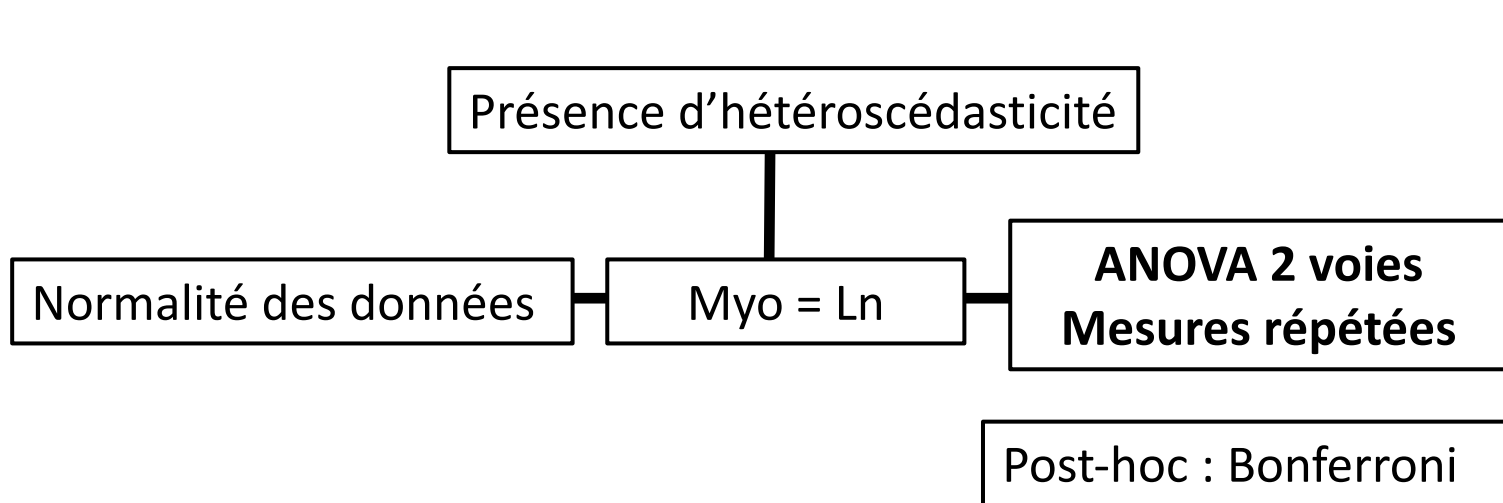 Présence d’hétéroscédasticité
Normalité des données
Myo = Ln
ANOVA 2 voies
Mesures répétées
Post-hoc : Bonferroni